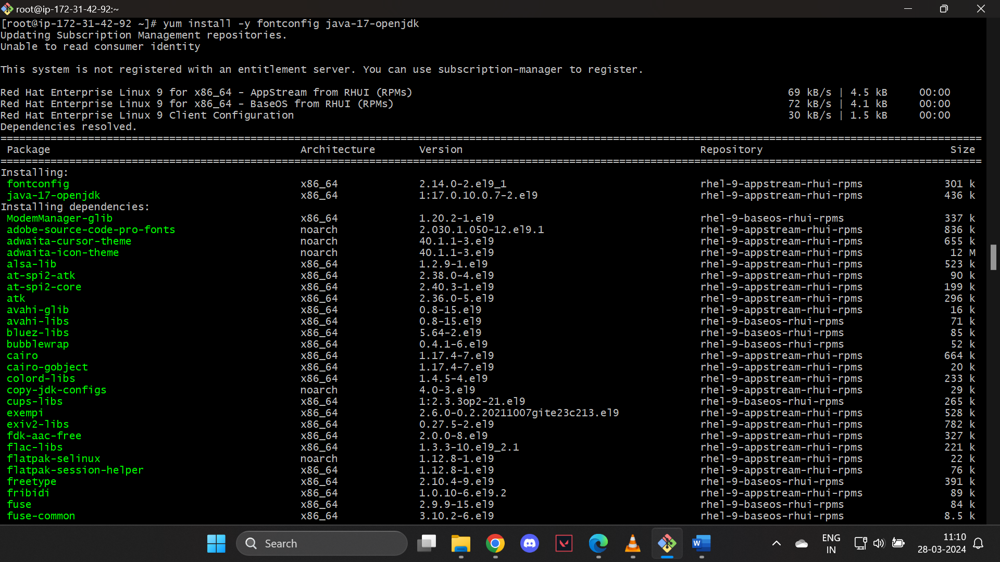 root@ip-172-31-42-92:~
[root@ip-172-31-42-92 ~]# yum install -y fontconfig java-17-openjdk
Updating Subscription Management repositories.
Unable to read consumer identity
This system is not registered with an entitlement server. You can use subscription-manager to register.
Red Hat Enterprise Linux 9 for x86_64 - AppStream from RHUI (RPMs) 69 kB/s | 4.5 kB 00:00
Red Hat Enterprise Linux 9 for x86_64 - BaseOS from RHUI (RPMs) 72 kB/s | 4.1 kB 00:00
Red Hat Enterprise Linux 9 Client Configuration 30 kB/s | 1.5 kB 00:00
Dependencies resolved.
Package Architecture Version Repository Size
Installing:
fontconfig x86_64 2.14.0-2.el9_1 rhel-9-appstream-rhui-rpms 301 k
java-17-openjdk x86_64 1:17.0.10.0.7-2.el9 rhel-9-appstream-rhui-rpms 436 k
Installing dependencies:
ModemManager-glib x86_64 1.20.2-1.el9 rhel-9-baseos-rhui-rpms 337 k
adobe-source-code-pro-fonts noarch 2.030.1.050-12.el9.1 rhel-9-appstream-rhui-rpms 836 k
adwaita-cursor-theme noarch 40.1.1-3.el9 rhel-9-appstream-rhui-rpms 655 k
adwaita-icon-theme noarch 40.1.1-3.el9 rhel-9-appstream-rhui-rpms 12 M
alsa-lib x86_64 1.2.9-1.el9 rhel-9-appstream-rhui-rpms 523 k
at-spi2-atk x86_64 2.38.0-4.el9 rhel-9-appstream-rhui-rpms 90 k
at-spi2-core x86_64 2.40.3-1.el9 rhel-9-appstream-rhui-rpms 199 k
atk x86_64 2.36.0-5.el9 rhel-9-appstream-rhui-rpms 296 k
avahi-glib x86_64 0.8-15.el9 rhel-9-appstream-rhui-rpms 16 k
avahi-libs x86_64 0.8-15.el9 rhel-9-baseos-rhui-rpms 71 k
bluez-libs x86_64 5.64-2.el9 rhel-9-baseos-rhui-rpms 85 k
bubblewrap x86_64 0.4.1-6.el9 rhel-9-baseos-rhui-rpms 52 k
cairo x86_64 1.17.4-7.el9 rhel-9-appstream-rhui-rpms 664 k
cairo-gobject x86_64 1.17.4-7.el9 rhel-9-appstream-rhui-rpms 20 k
colord-libs x86_64 1.4.5-4.el9 rhel-9-appstream-rhui-rpms 233 k
copy-jdk-configs noarch 4.0-3.el9 rhel-9-appstream-rhui-rpms 29 k
cups-libs x86_64 1:2.3.3op2-21.el9 rhel-9-baseos-rhui-rpms 265 k
exempi x86_64 2.6.0-0.2.20211007gite23c213.el9 rhel-9-appstream-rhui-rpms 528 k
exiv2-libs x86_64 0.27.5-2.el9 rhel-9-appstream-rhui-rpms 782 k
fdk-aac-free x86_64 2.0.0-8.el9 rhel-9-appstream-rhui-rpms 327 k
flac-libs x86_64 1.3.3-10.el9_2.1 rhel-9-appstream-rhui-rpms 221 k
flatpak-selinux noarch 1.12.8-1.el9 rhel-9-appstream-rhui-rpms 22 k
flatpak-session-helper x86_64 1.12.8-1.el9 rhel-9-appstream-rhui-rpms 76 k
freetype x86_64 2.10.4-9.el9 rhel-9-baseos-rhui-rpms 391 k
fribidi x86_64 1.0.10-6.el9.2 rhel-9-appstream-rhui-rpms 89 k
fuse x86_64 2.9.9-15.el9 rhel-9-baseos-rhui-rpms 84 k
fuse-common x86_64 3.10.2-6.el9 rhel-9-baseos-rhui-rpms 8.5 k
Search
W
ENG
IN
11:10
28-03-2024